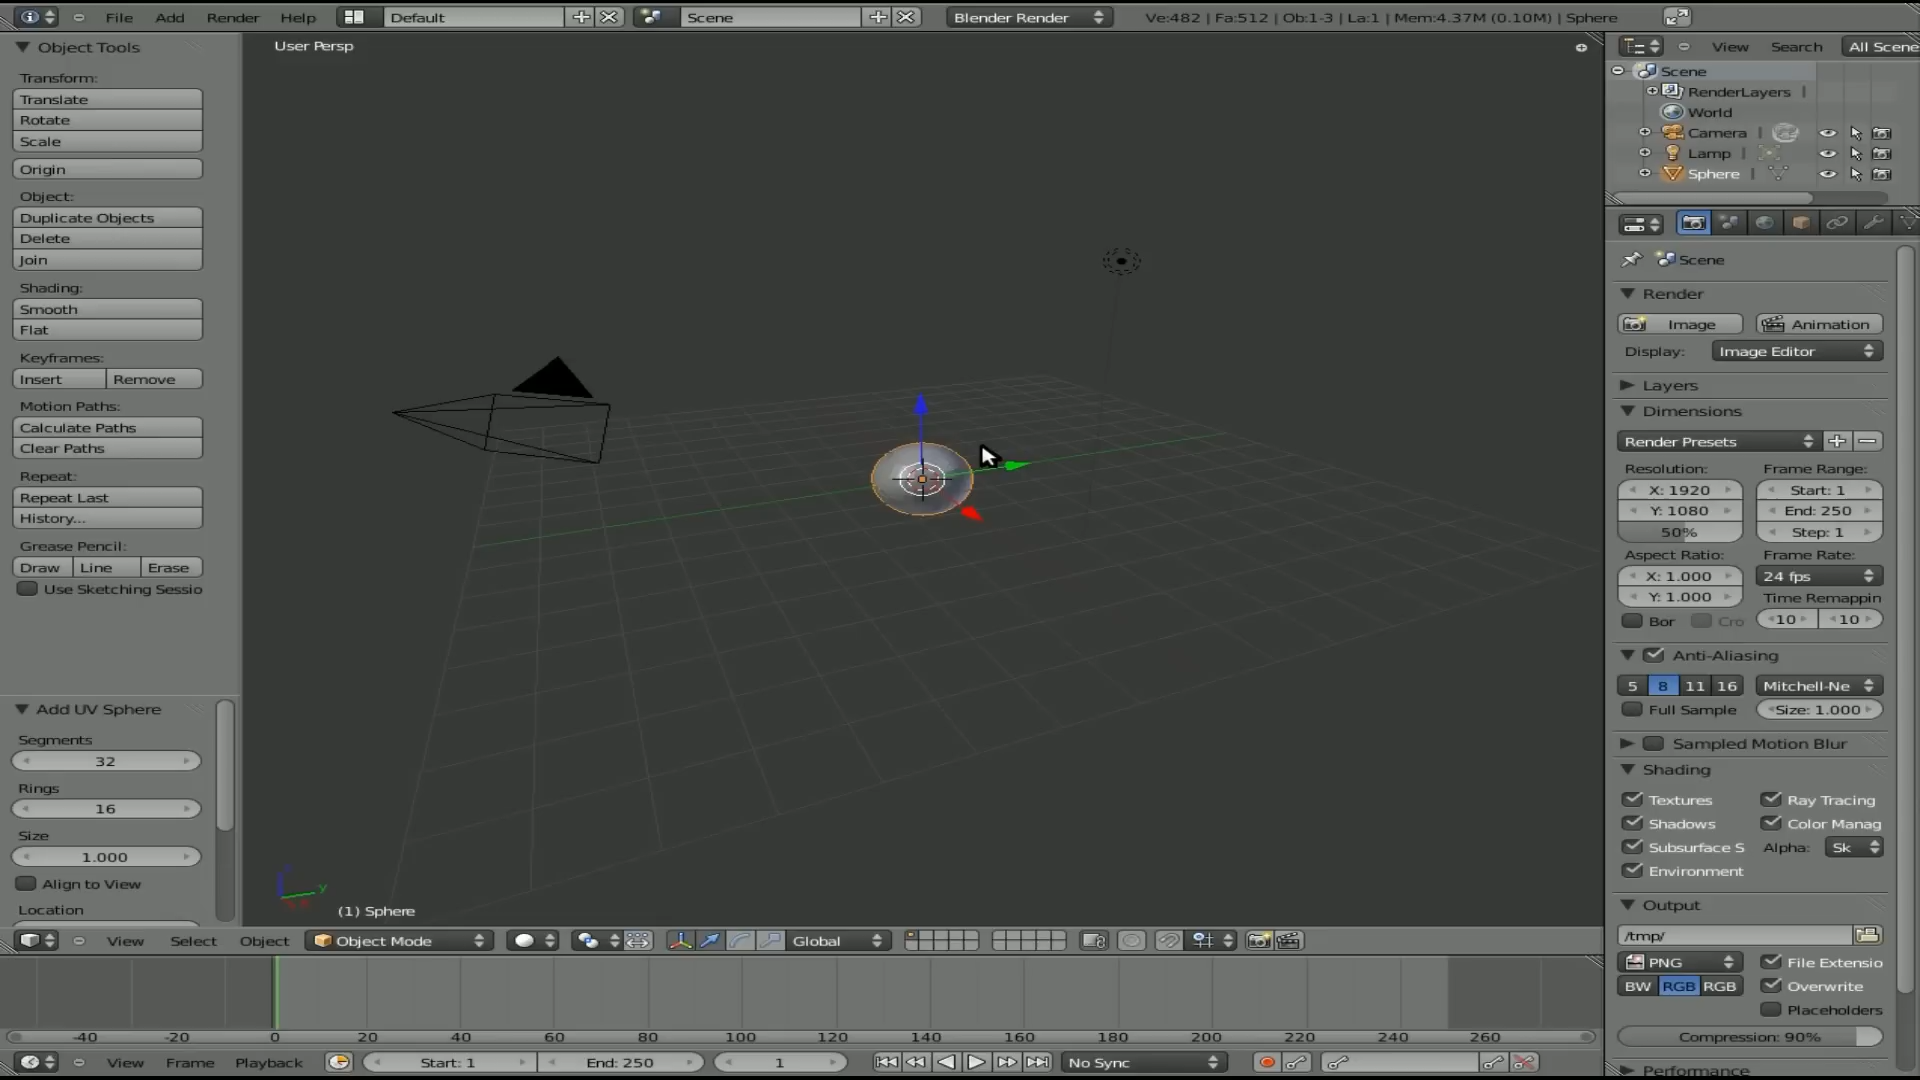 File Add Render Help Default Scene Blender Render Ve:482 | Fa:512 | Ob:1-3 | La:1 | Mem:4.37M (0.10M) | Sphere
Object Tools
Transform:
Translate
Rotate
Scale
Origin
Object:
Duplicate Objects
Delete
Join
Shading:
Smooth
Flat
Keyframes:
Insert Remove
Motion Paths:
Calculate Paths
Clear Paths
Repeat:
Repeat Last
History...
Grease Pencil:
Draw Line Erase
Use Sketching Sessio
Add UV Sphere
Segments
32
Rings
16
Size
1.000
Align to View
Location
User Persp
(1) Sphere
View Select Object Object Mode Global
-40 -20 0 20 40 60 80 100 120 140 160 180 200 220 240 260
View Frame Playback Start: 1 End: 250 1 No Sync
View Search All Scene
Scene
RenderLayers
World
Camera
Lamp
Sphere
Scene
Render
Image Animation
Display: Image Editor
Layers
Dimensions
Render Presets
Resolution: Frame Range:
X: 1920 Start: 1
Y: 1080 End: 250
50% Step: 1
Aspect Ratio: Frame Rate:
X: 1.000 24 fps
Y: 1.000 Time Remappin
Bor Cro 10 10
Anti-Aliasing
5 8 11 16 Mitchell-Ne
Full Sample Size: 1.000
Sampled Motion Blur
Shading
Textures Ray Tracing
Shadows Color Manag
Subsurface S Alpha: Sk
Environment
Output
/tmp/
PNG File Extensio
BW RGB RGB Overwrite
Placeholders
Compression: 90%
Performance